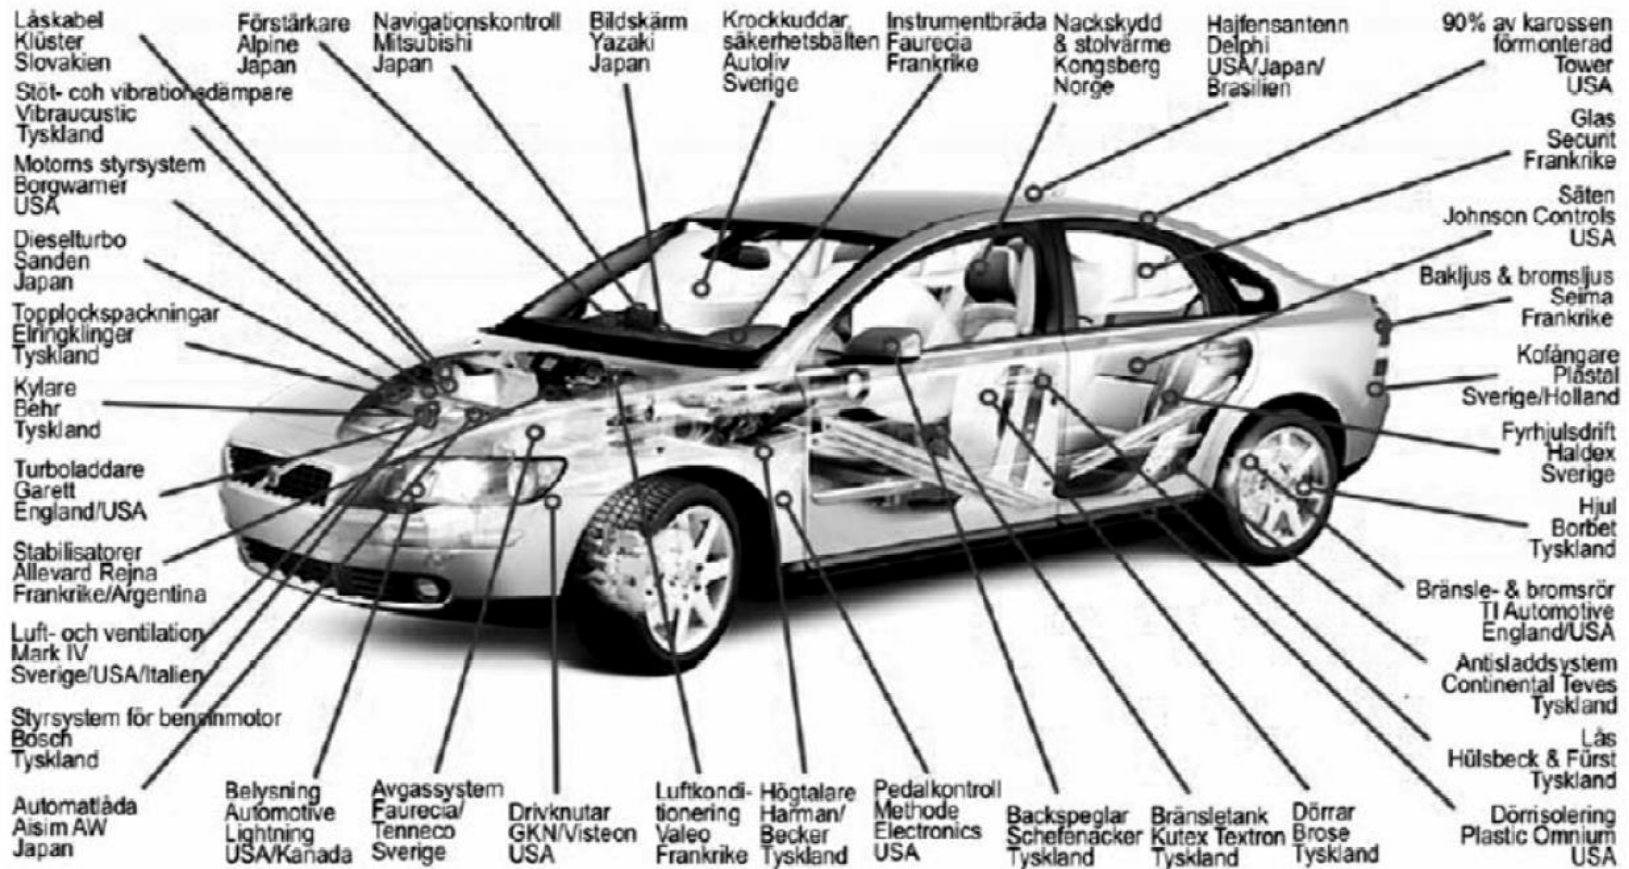 Låskabel
Klüster
Slovakien
Stöt- coh vibrationsdämpare
Vibraucustic
Tyskland
Motorns styrsystem
Borgwarner
USA
Dieselturbo
Sanden
Japan
Topplockspackningar
Elringklinger
Tyskland
Kylare
Behr
Tyskland
Turboladdare
Garett
England/USA
Stabilisatorer
Allevard Rejna
Frankrike/Argentina
Luft- och ventilation
Mark IV
Sverige/USA/Italien
Styrsystem för bensinmotor
Bosch
Tyskland
Automatlåda
Aisim AW
Japan
Förstärkare
Alpine
Japan
Navigationskontroll
Mitsubishi
Japan
Bildskärm
Yazaki
Japan
Krockkuddar,
säkerhetsbälten
Autoliv
Sverige
Instrumentbräda
Faurecia
Frankrike
Nackskydd
& stolvärme
Kongsberg
Norge
Hajfensantenn
Delphi
USA/Japan/
Brasilien
90% av karossen
förmonterad
Tower
USA
Glas
Securit
Frankrike
Säten
Johnson Controls
USA
Bakljus & bromsljus
Seima
Frankrike
Kofångare
Plastal
Sverige/Holland
Fyrhjulsdrift
Haldex
Sverige
Hjul
Borbet
Tyskland
Bränsle- & bromsrör
TI Automotive
England/USA
Antisladdsystem
Continental Teves
Tyskland
Lås
Hülsbeck & Fürst
Tyskland
Dörrisolering
Plastic Omnium
USA
Belysning
Automotive
Lightning
USA/Kanada
Avgassystem
Faurecia/
Tenneco
Sverige
Drivknutar
GKN/Visteon
USA
Luftkondi-
tionering
Valeo
Frankrike
Högtalare
Harman/
Becker
Tyskland
Pedalkontroll
Methode
Electronics
USA
Backspeglar
Schefenacker
Tyskland
Bränsletank
Kutex Textron
Tyskland
Dörrar
Brose
Tyskland